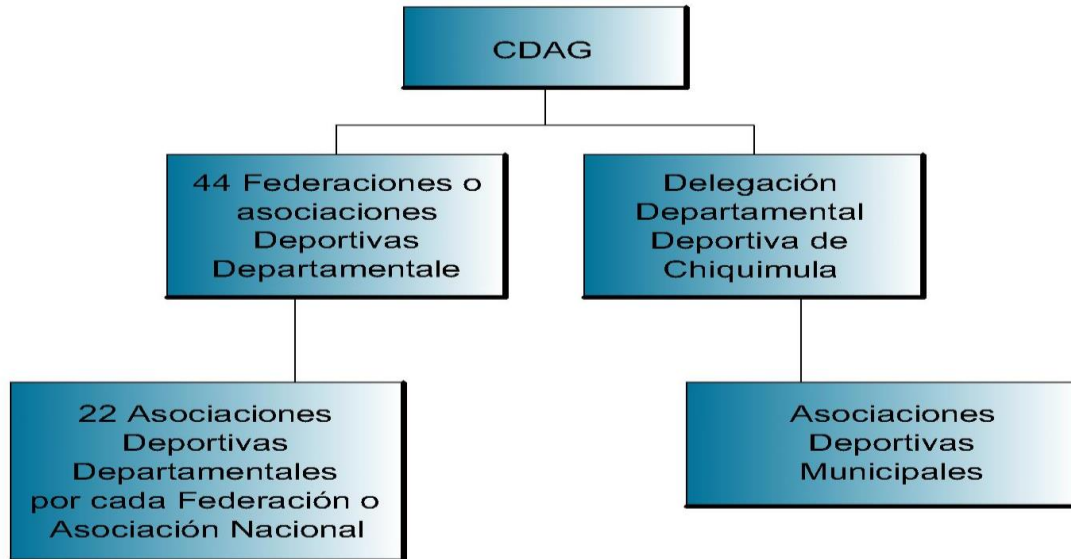 CDAG
44 Federaciones o
asociaciones
Deportivas
Departamentale
Delegación
Departamental
Deportiva de
Chiquimula
22 Asociaciones
Deportivas
Departamentales
por cada Federación o
Asociación Nacional
Asociaciones
Deportivas
Municipales